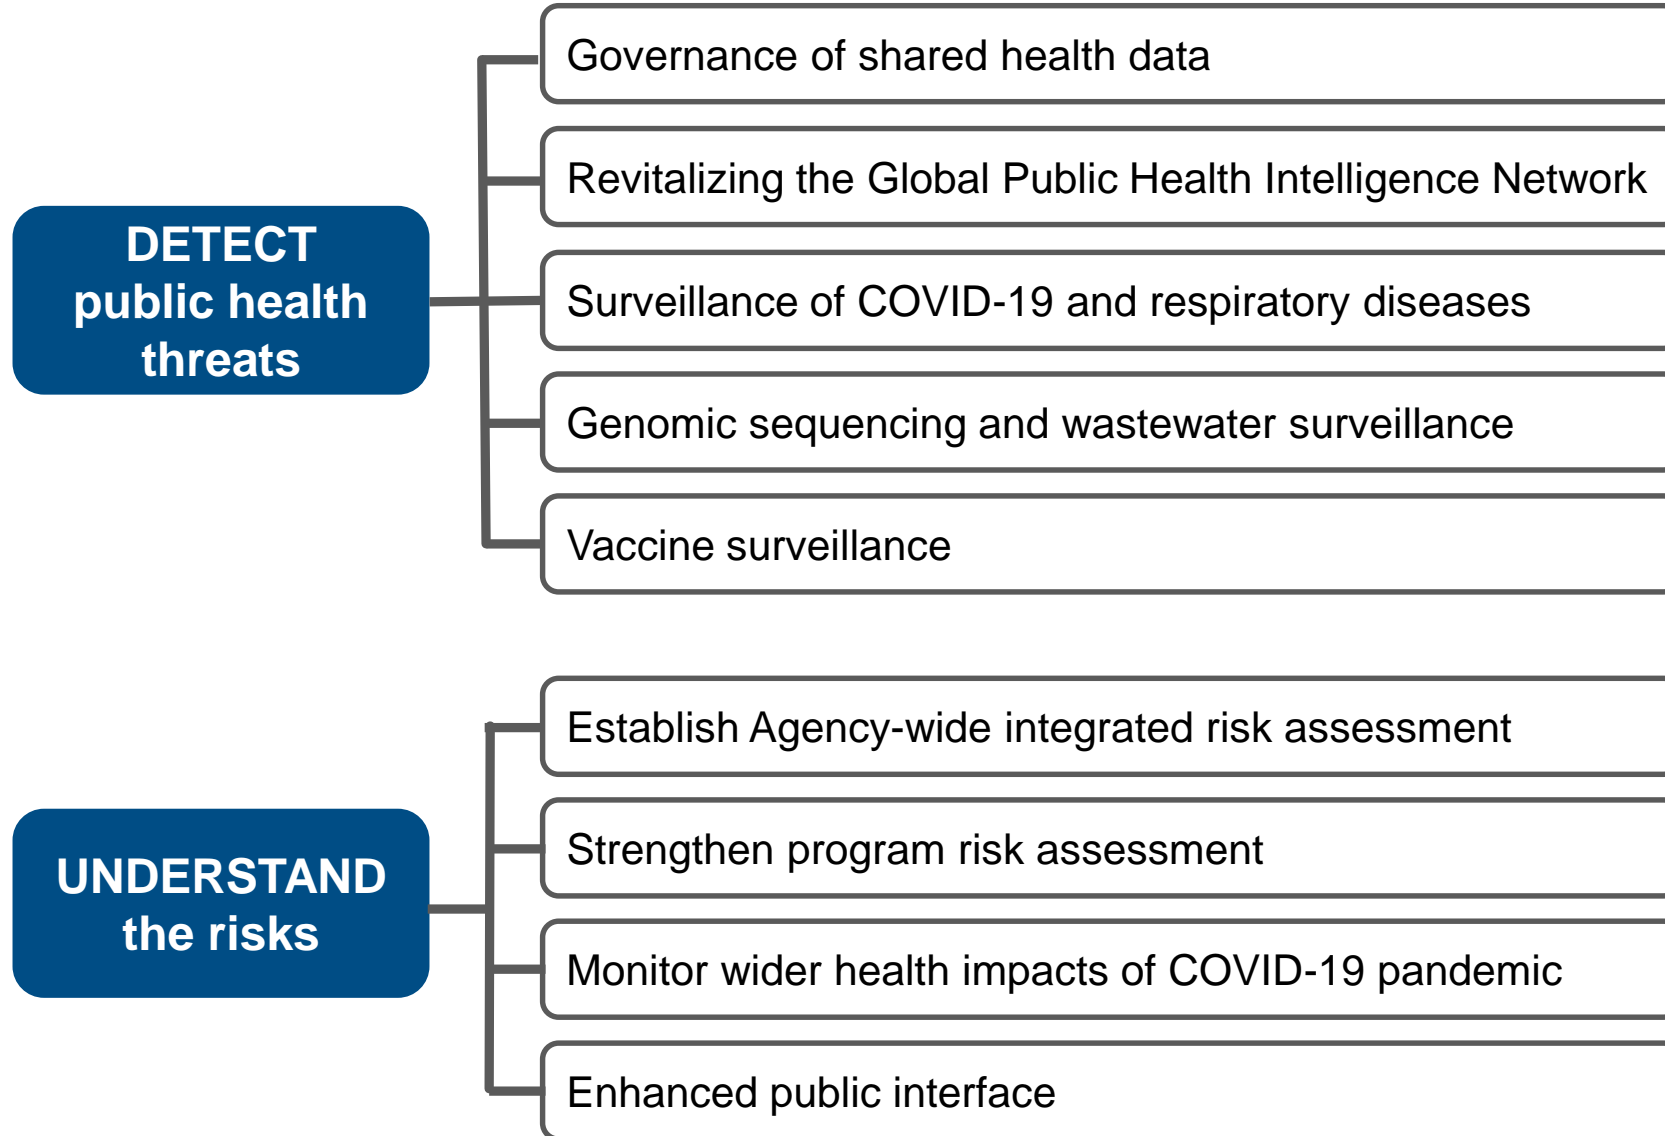 DETECT
public health
threats
Governance of shared health data
Revitalizing the Global Public Health Intelligence Network
Surveillance of COVID-19 and respiratory diseases
Genomic sequencing and wastewater surveillance
Vaccine surveillance
UNDERSTAND
the risks
Establish Agency-wide integrated risk assessment
Strengthen program risk assessment
Monitor wider health impacts of COVID-19 pandemic
Enhanced public interface